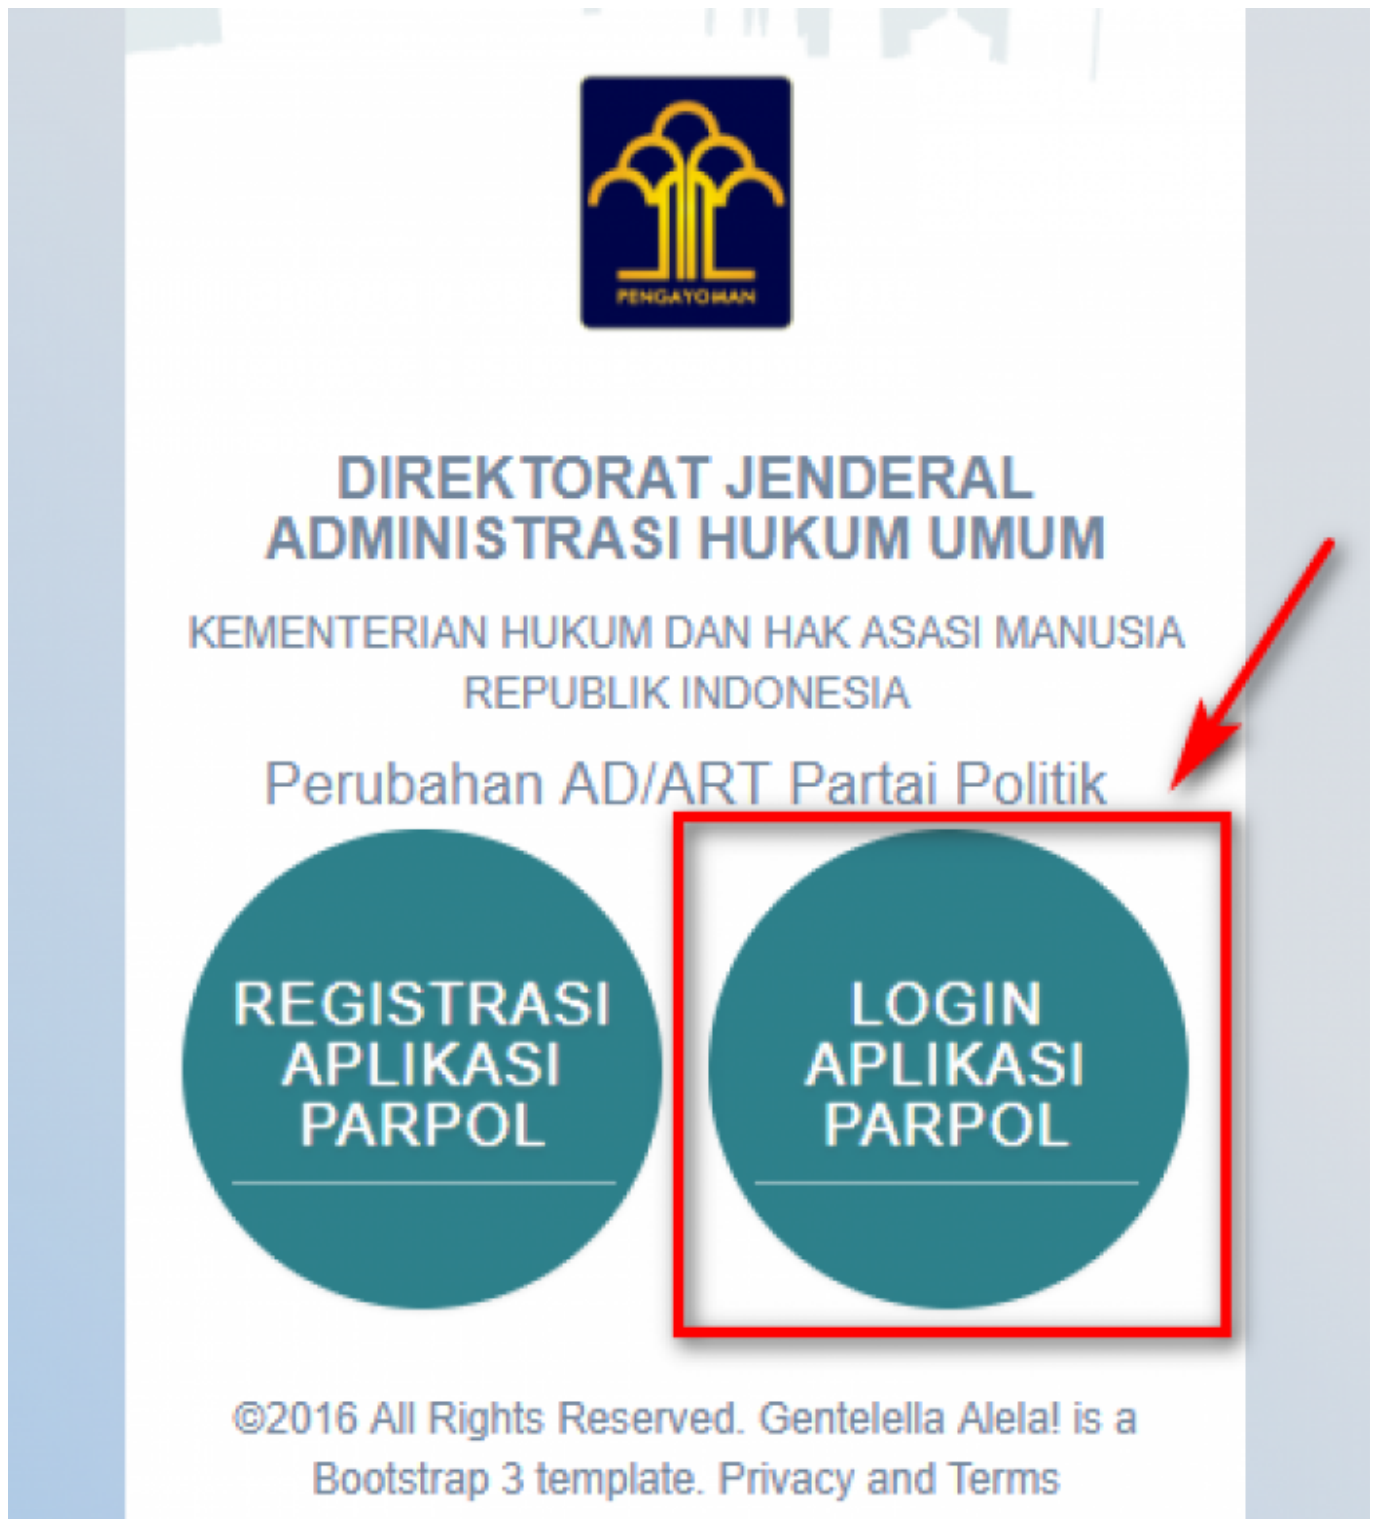 PENGAYOMAN
DIREKTORAT JENDERAL
ADMINISTRASI HUKUM UMUM
KEMENTERIAN HUKUM DAN HAK ASASI MANUSIA
REPUBLIK INDONESIA
Perubahan AD/ART Partai Politik
REGISTRASI
APLIKASI
PARPOL
LOGIN
APLIKASI
PARPOL
©2016 All Rights Reserved. Gentelella Alela! is a
Bootstrap 3 template. Privacy and Terms